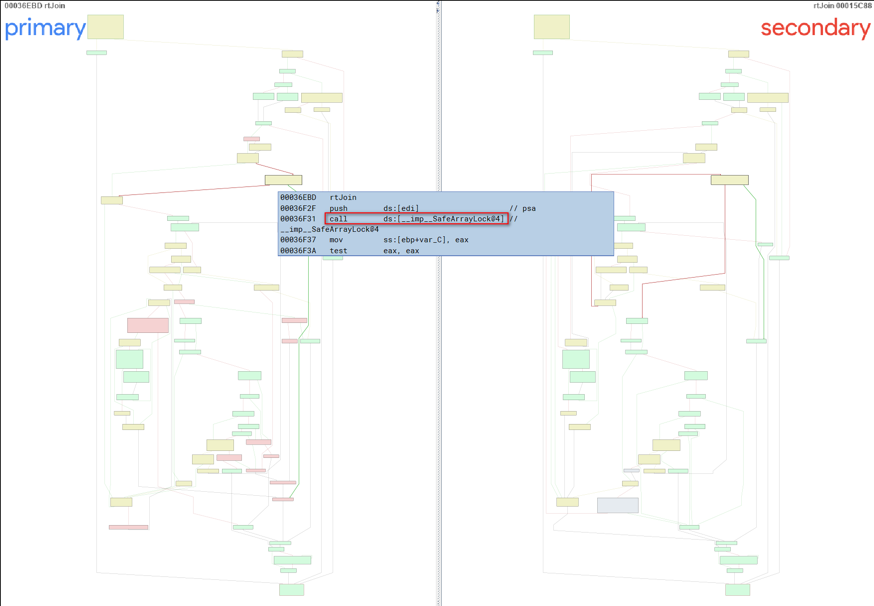 00036EBD rtJoin
rtJoin 00015C88
primary
secondary
00036EBD rtJoin
00036F2F push ds:[edi] // psa
00036F31 call ds:[__imp__SafeArrayLock@4] //
__imp__SafeArrayLock@4
00036F37 mov ss:[ebp+var_C], eax
00036F3A test eax, eax